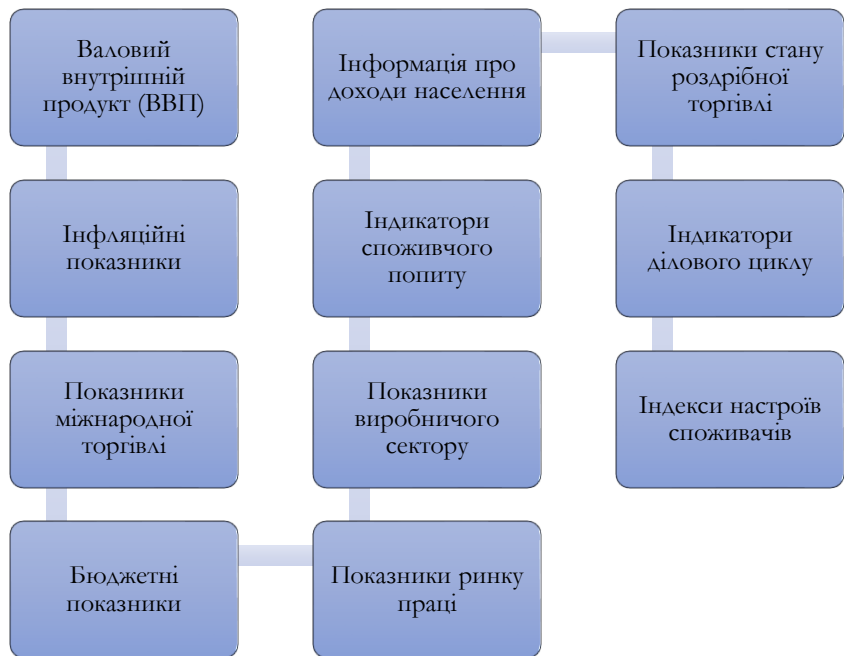 Валовий
внутрішній
продукт (ВВП)
Інфляційні
показники
Показники
міжнародної
торгівлі
Бюджетні
показники
Показники ринку
праці
Показники
виробничого
сектору
Індикатори
споживчого
попиту
Інформація про
доходи населення
Показники стану
роздрібної
торгівлі
Індикатори
ділового циклу
Індекси настроїв
споживачів